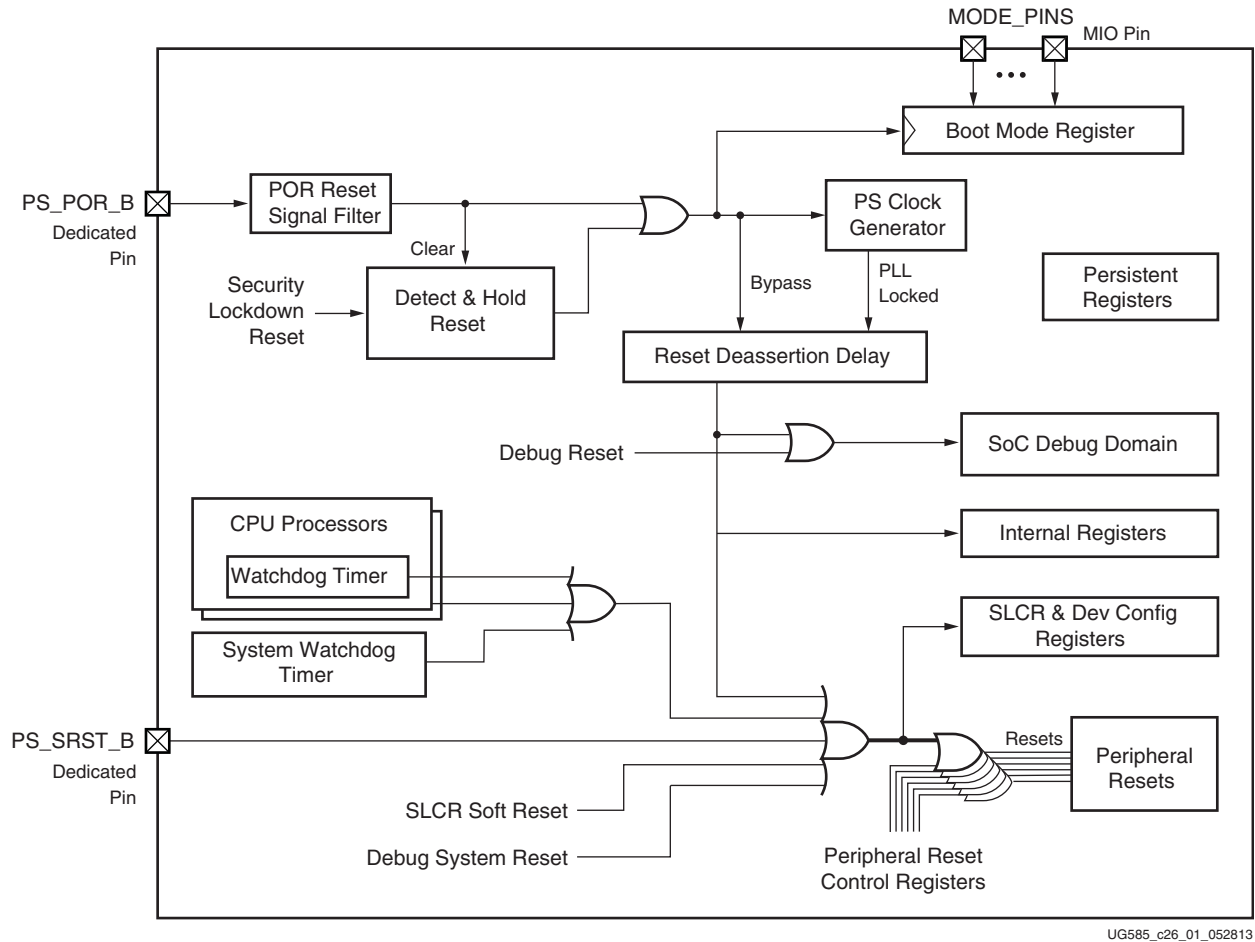 MODE_PINS
MIO Pin
Boot Mode Register
PS_POR_B
Dedicated
Pin
POR Reset
Signal Filter
PS Clock
Generator
Clear
Security
Lockdown
Reset
Detect & Hold
Reset
Bypass
PLL
Locked
Persistent
Registers
Reset Deassertion Delay
Debug Reset
SoC Debug Domain
CPU Processors
Watchdog Timer
Internal Registers
System Watchdog
Timer
SLCR & Dev Config
Registers
PS_SRST_B
Dedicated
Pin
Resets
Peripheral
Resets
SLCR Soft Reset
Debug System Reset
Peripheral Reset
Control Registers
UG585_c26_01_052813